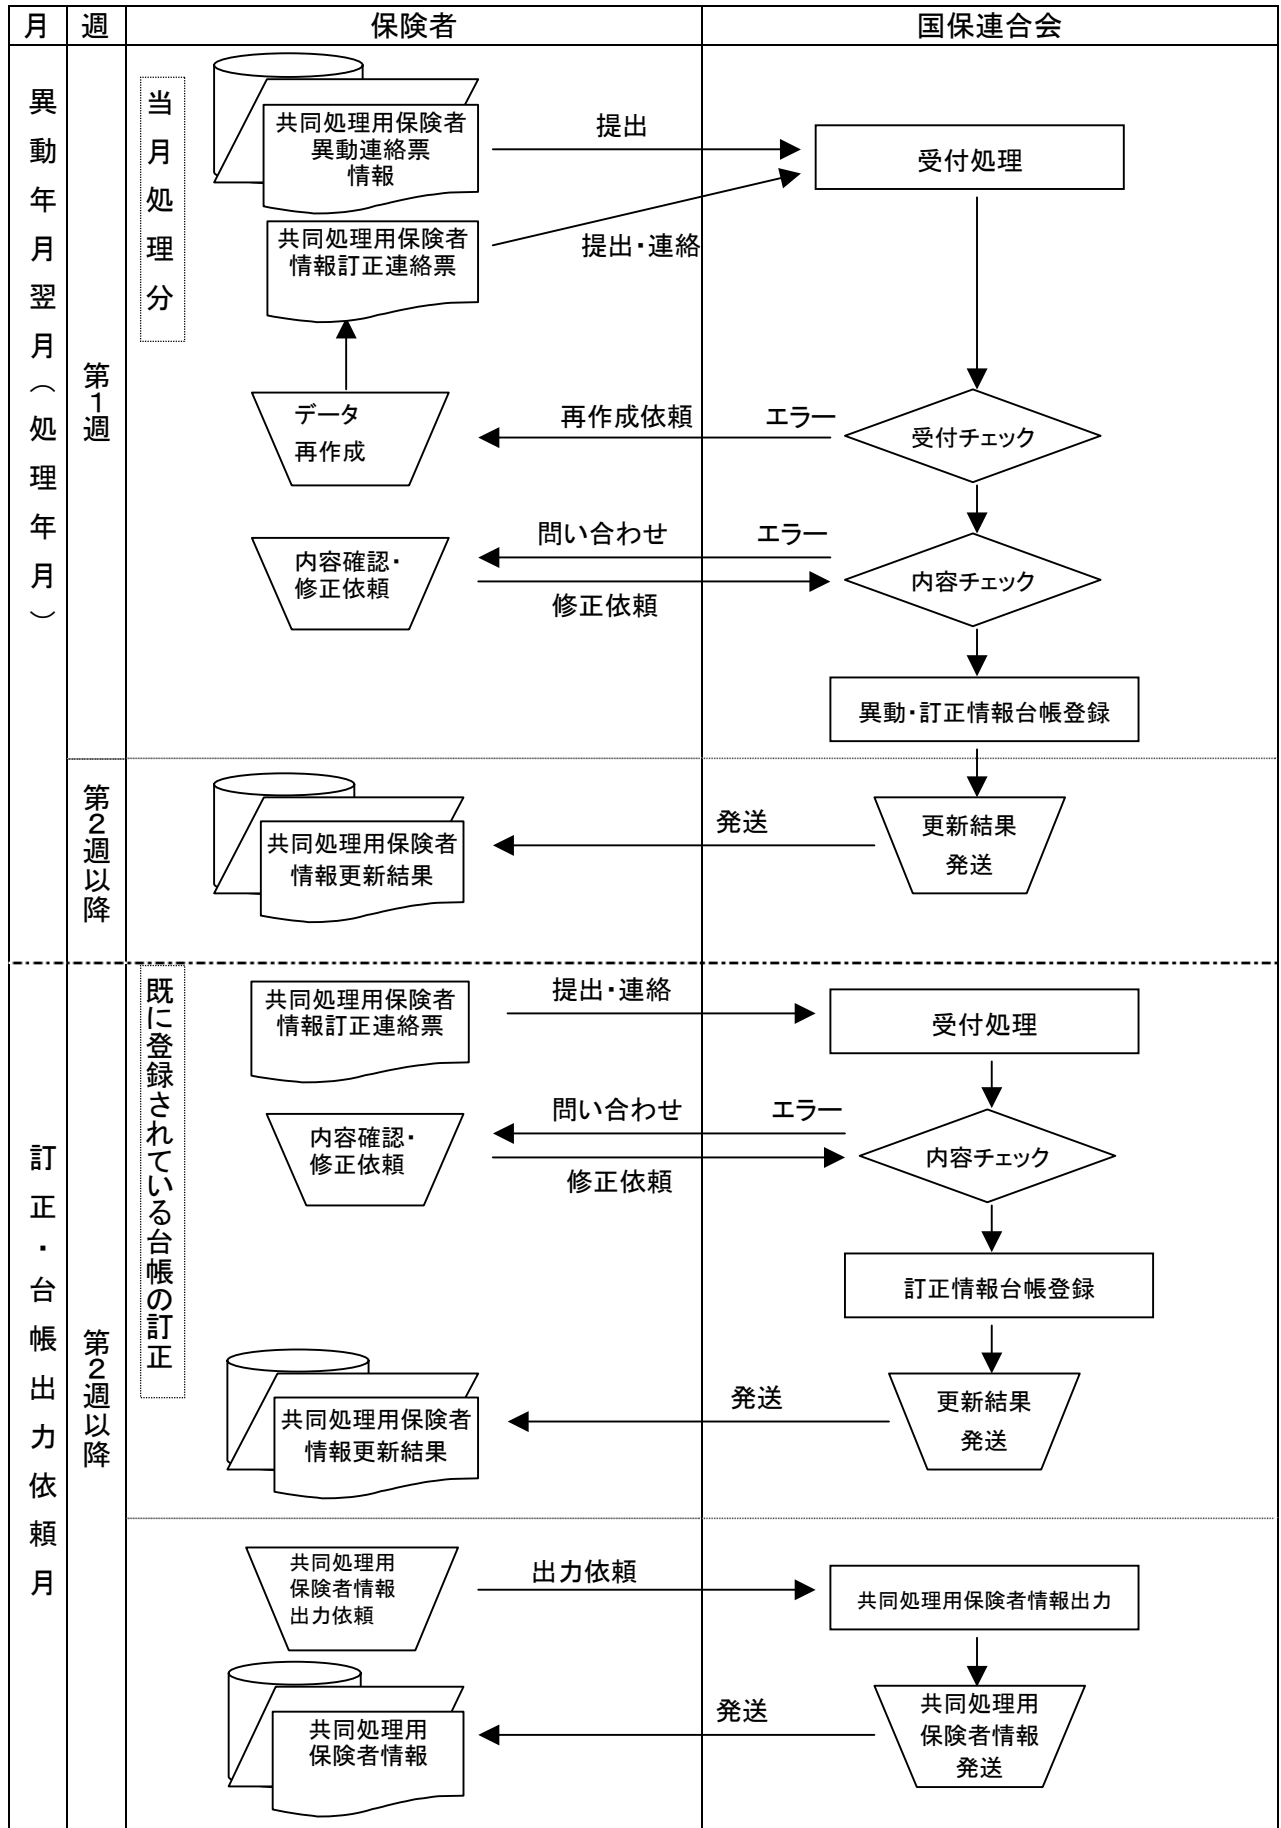 月
週
保険者
国保連合会
異動年月翌月（処理年月）
第1週
当月処理分
共同処理用保険者
異動連絡票
情報
提出
受付処理
共同処理用保険者
情報訂正連絡票
提出・連絡
データ
再作成
再作成依頼
エラー
受付チェック
問い合わせ
エラー
内容確認・
修正依頼
修正依頼
内容チェック
異動・訂正情報台帳登録
第2週以降
共同処理用保険者
情報更新結果
発送
更新結果
発送
訂正・台帳出力依頼月
第2週以降
既に登録されている台帳の訂正
共同処理用保険者
情報訂正連絡票
提出・連絡
受付処理
問い合わせ
エラー
内容確認・
修正依頼
修正依頼
内容チェック
訂正情報台帳登録
共同処理用保険者
情報更新結果
発送
更新結果
発送
共同処理用
保険者情報
出力依頼
出力依頼
共同処理用保険者情報出力
共同処理用
保険者情報
発送
共同処理用
保険者情報
発送